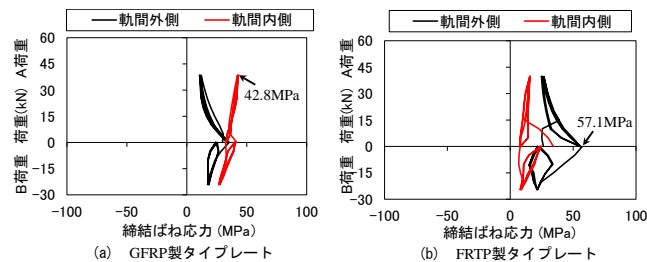 軌間外側 軌間内側
60
45
30
15
0
-15
-30
B荷重 荷重(kN) A荷重
42.8MPa
-100 -50 0 50 100
締結ばね応力 (MPa)
(a) GFRP製タイプレート
軌間外側 軌間内側
60
45
30
15
0
-15
-30
B荷重 荷重(kN) A荷重
57.1MPa
-100 -50 0 50 100
締結ばね応力 (MPa)
(b) FRTP製タイプレート